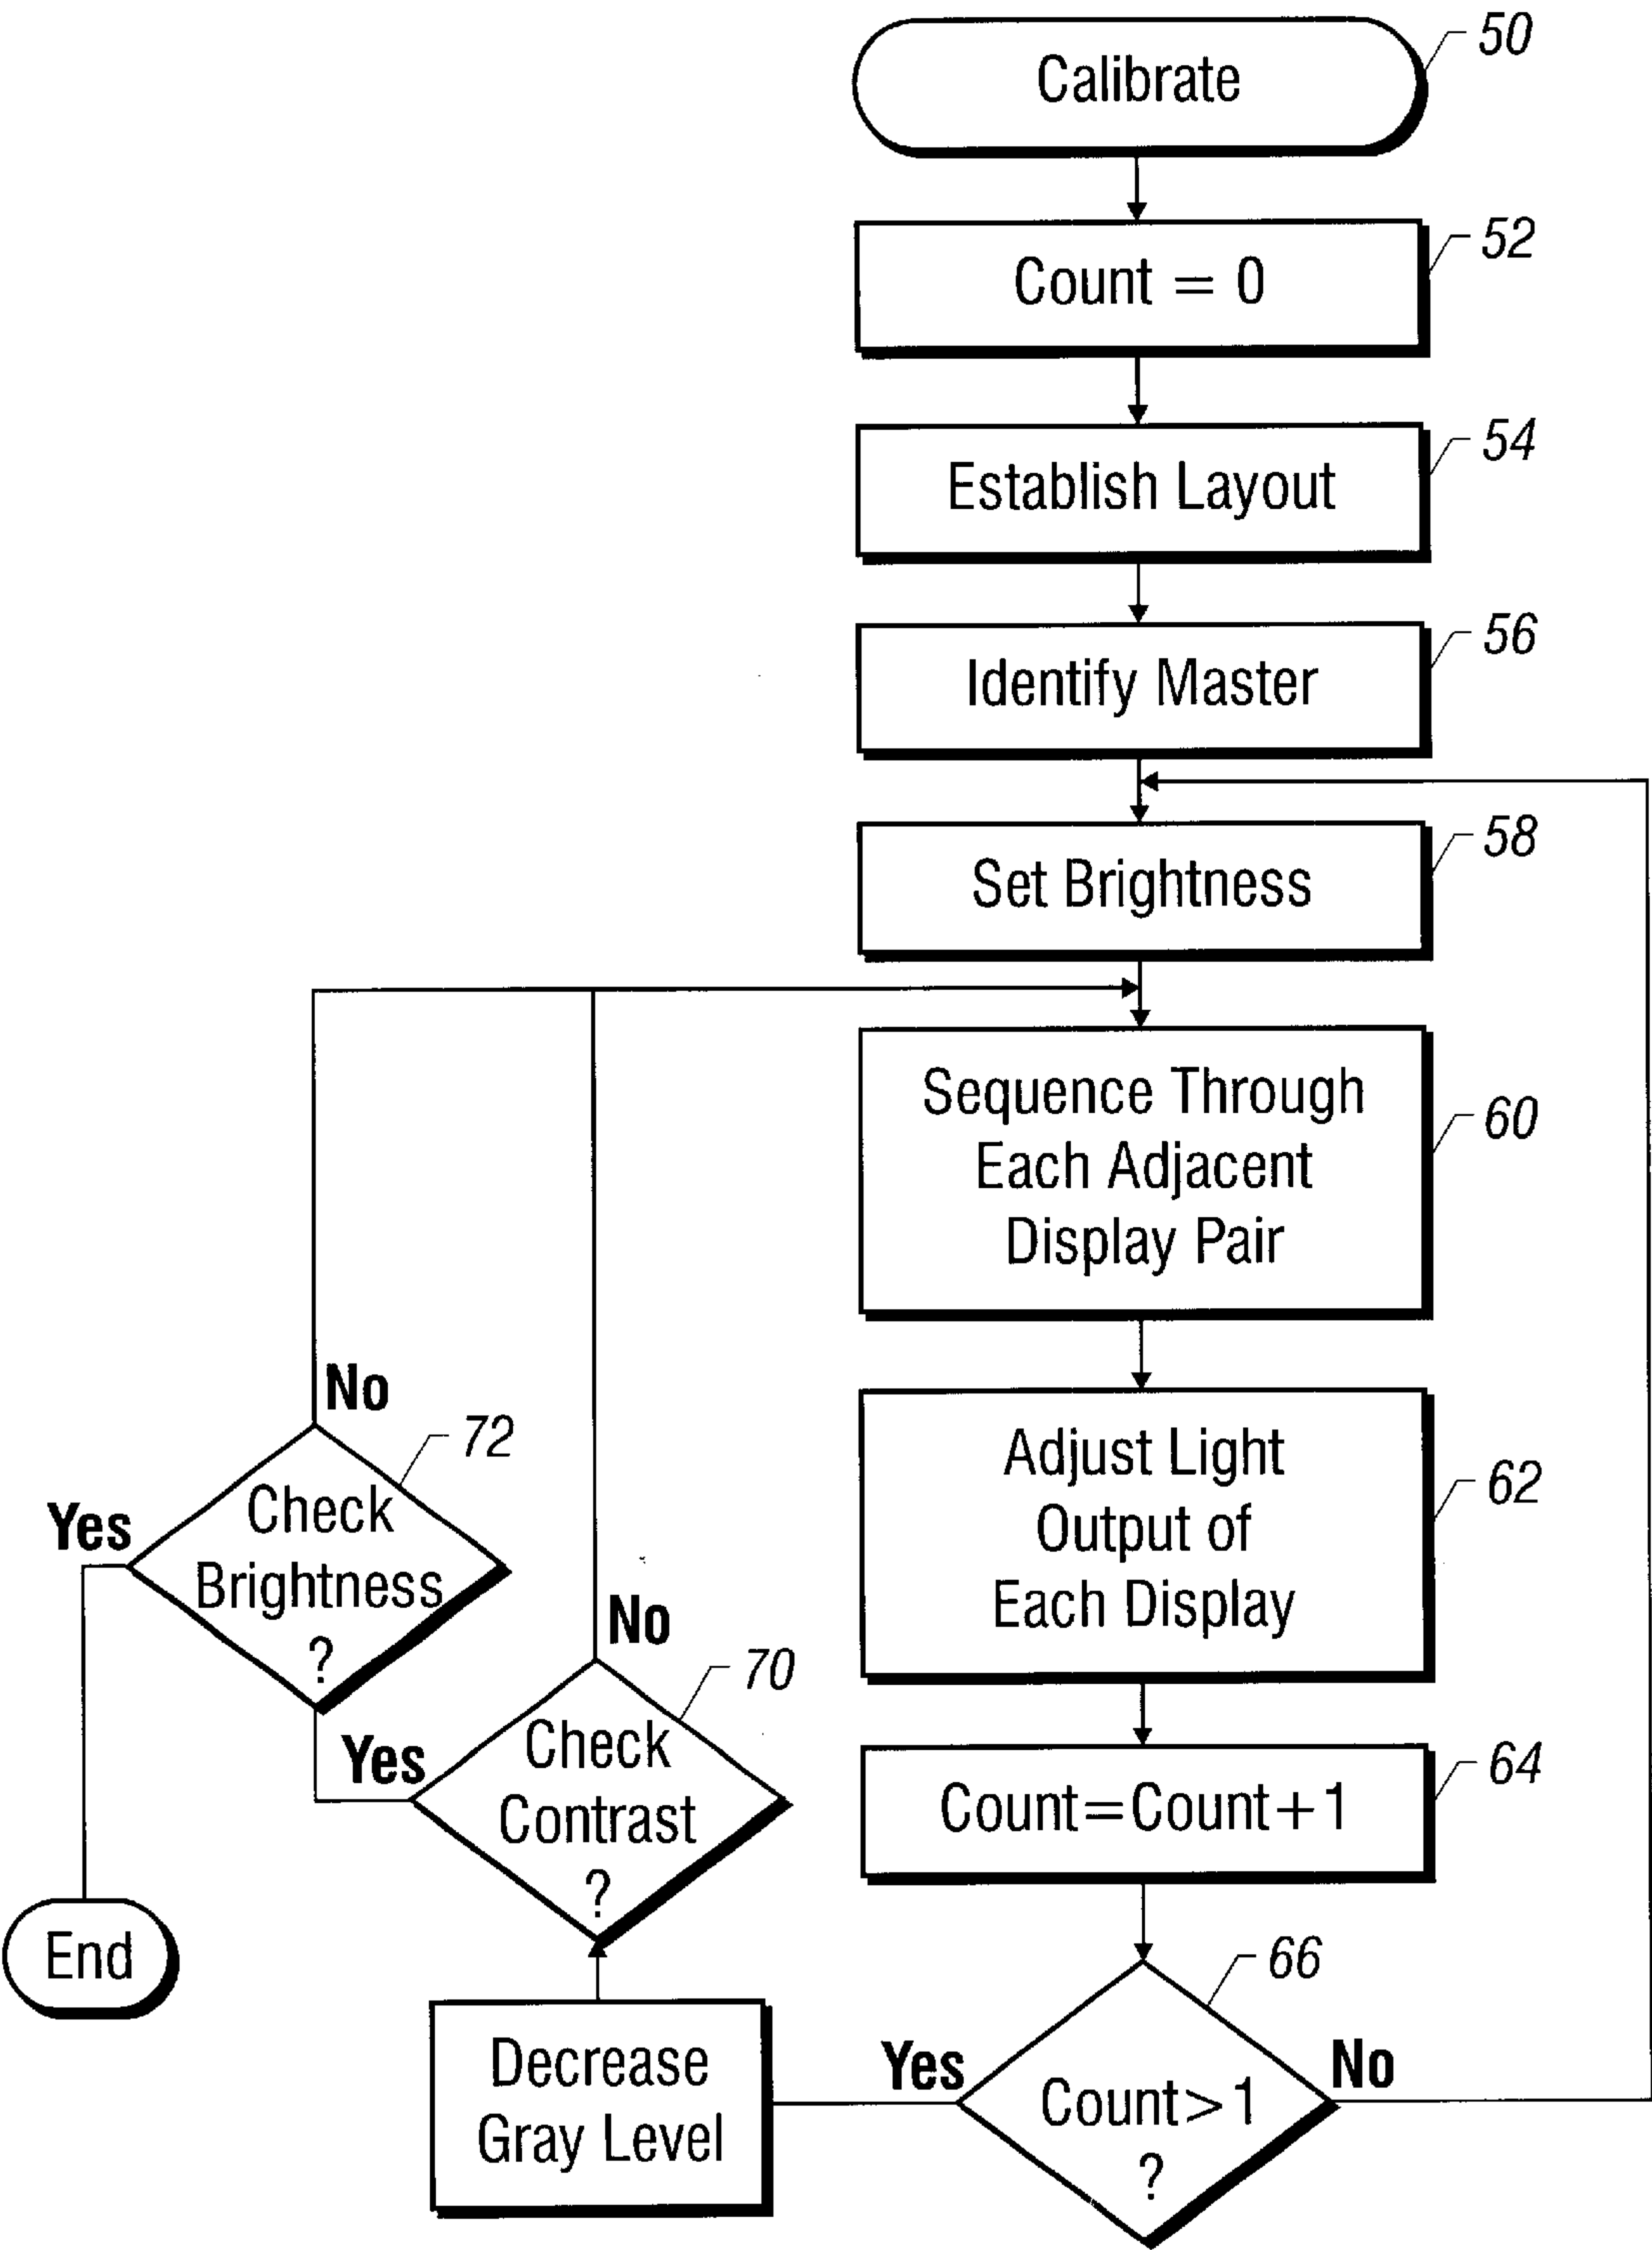 Calibrate
50
Count = 0
52
Establish Layout
54
Identify Master
56
Set Brightness
58
Sequence Through
Each Adjacent
Display Pair
60
Adjust Light
Output of
Each Display
62
Count=Count+1
64
Count>1
?
66
Yes
No
Decrease
Gray Level
Check
Contrast
?
70
Yes
No
Check
Brightness
?
72
Yes
No
End